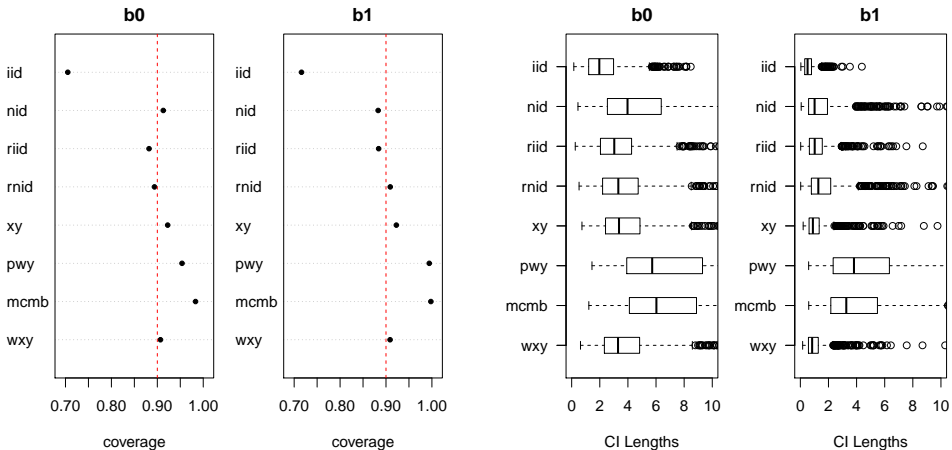 b0
iid
nid
riid
rnid
xy
pwy
mcmb
wxy
0.70 0.80 0.90 1.00
coverage
b1
iid
nid
riid
rnid
xy
pwy
mcmb
wxy
0.70 0.80 0.90 1.00
coverage
b0
iid
nid
riid
rnid
xy
pwy
mcmb
wxy
0 2 4 6 8 10
CI Lengths
b1
iid
nid
riid
rnid
xy
pwy
mcmb
wxy
0 2 4 6 8 10
CI Lengths